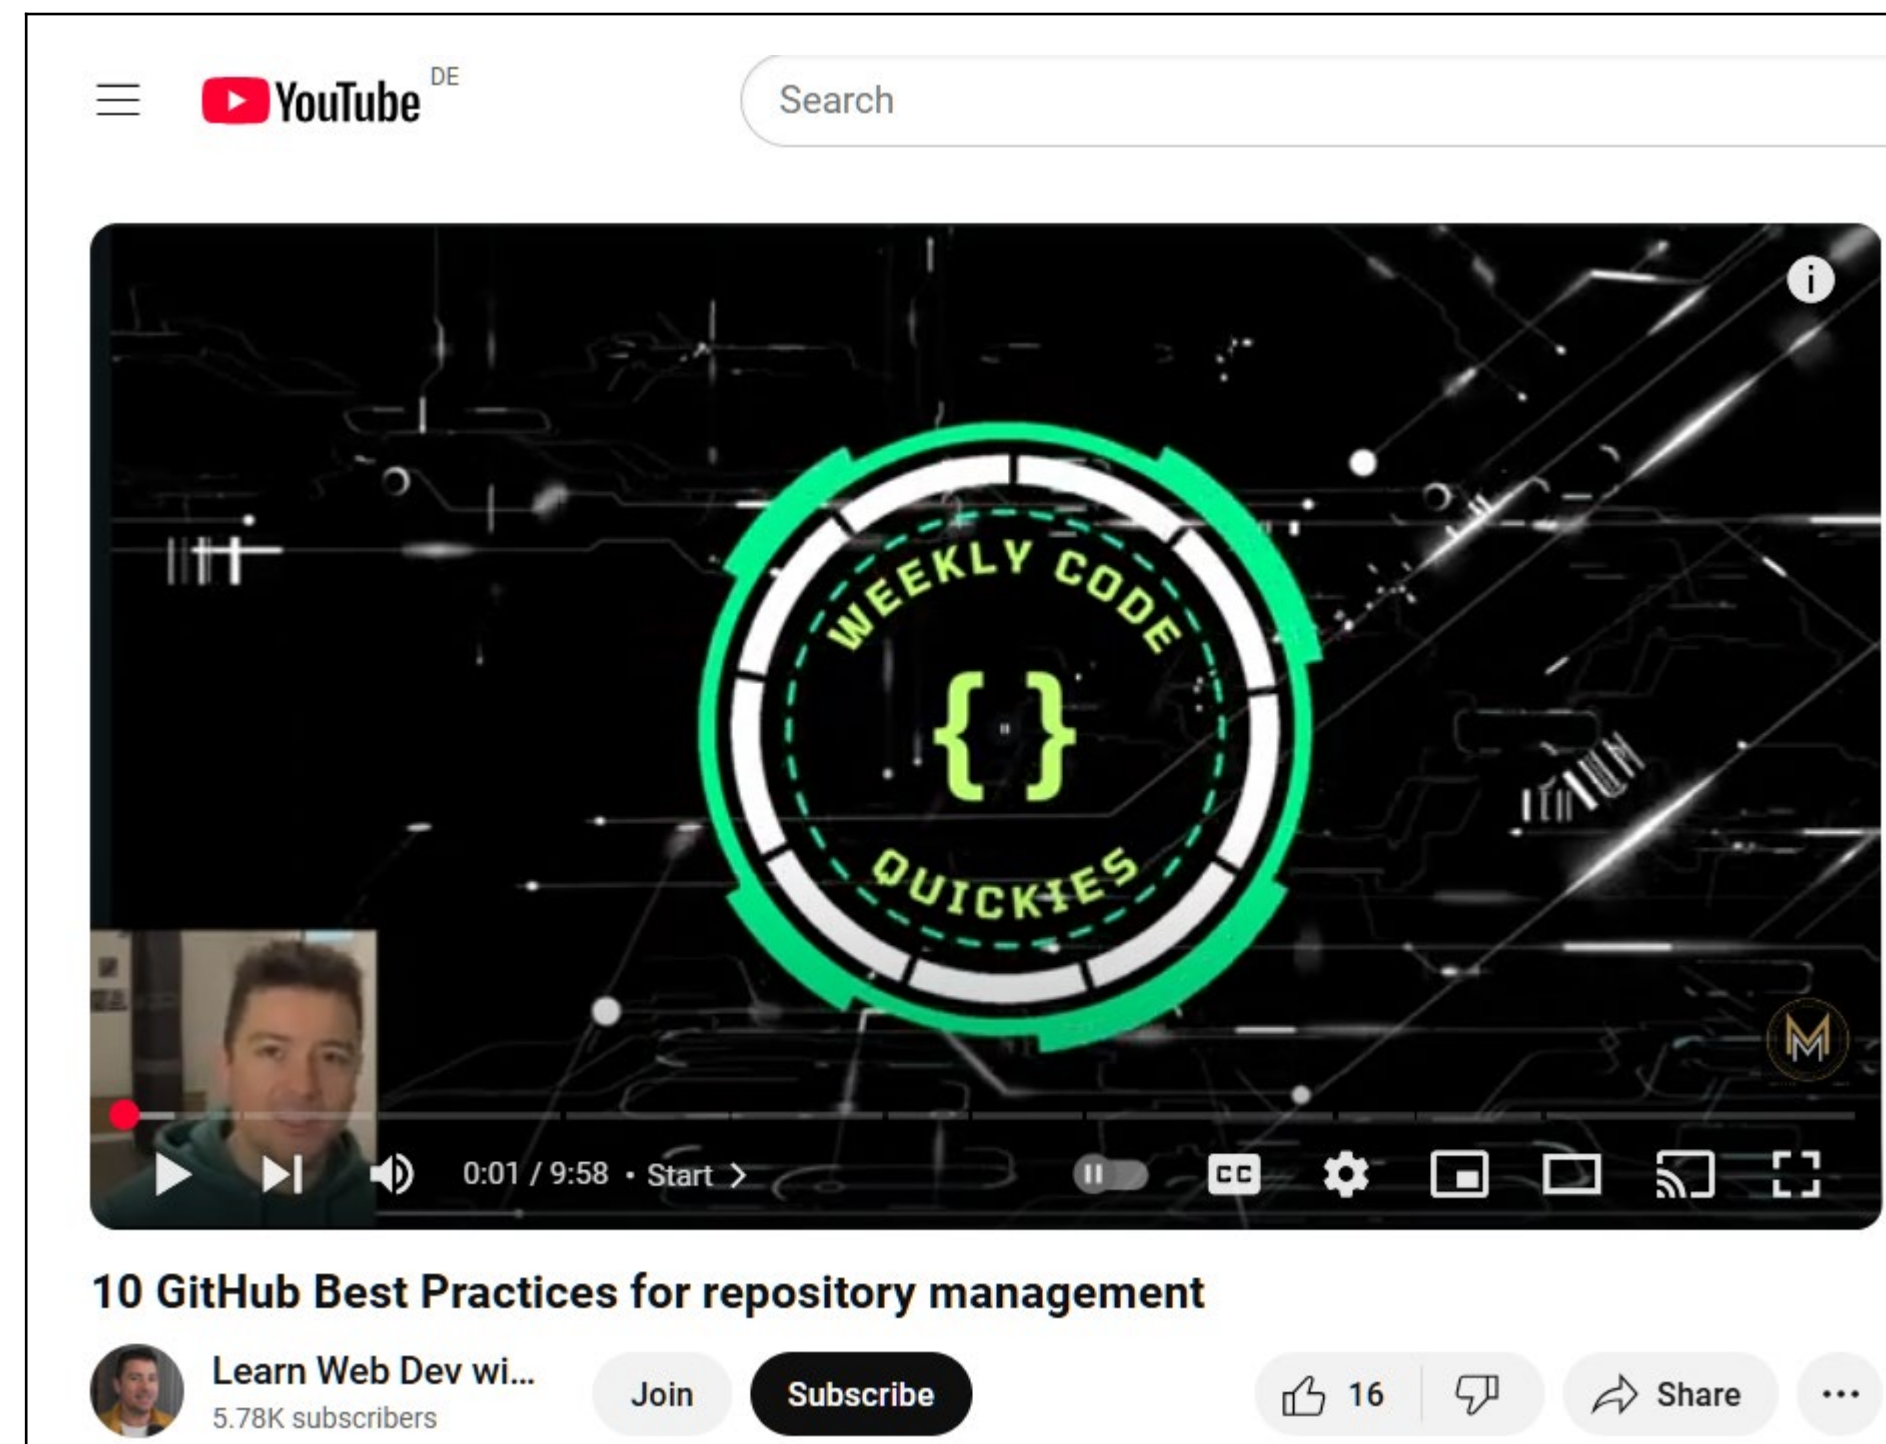 YouTube DE
Search
i
WEEKLY CODE
{ }
QUICKIES
M
0:01 / 9:58 • Start
CC
10 GitHub Best Practices for repository management
Learn Web Dev wi...
5.78K subscribers
Join
Subscribe
16
Share